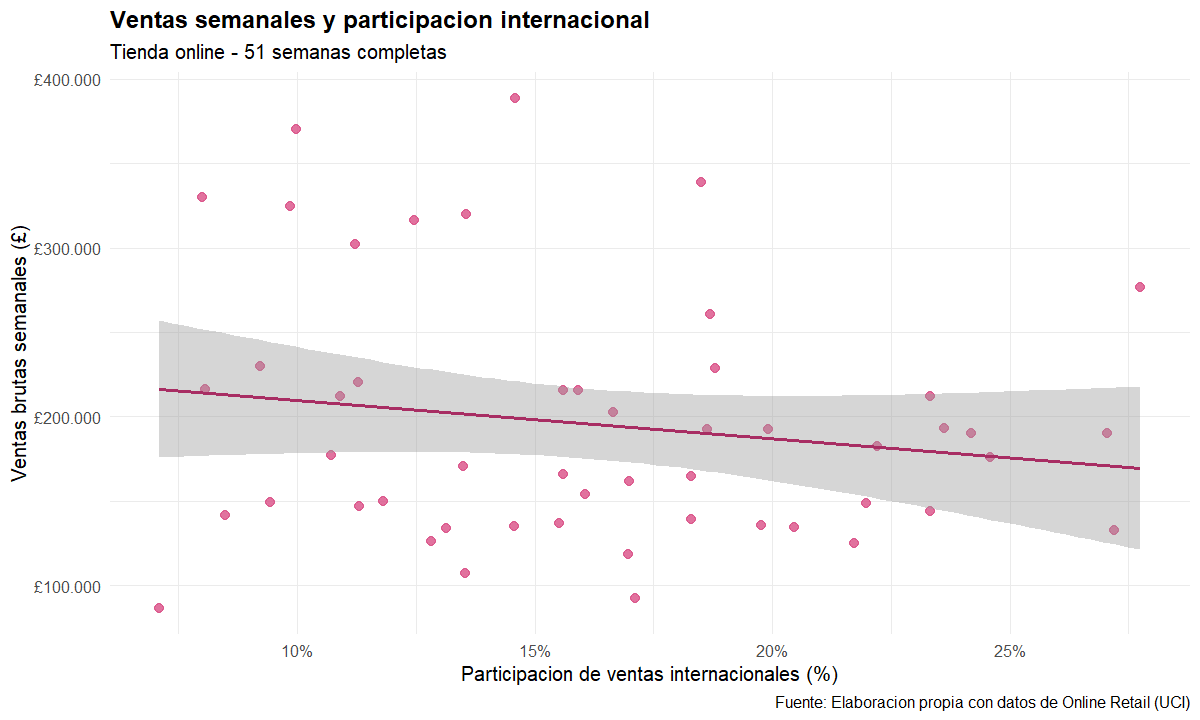 Ventas semanales y participacion internacional
Tienda online - 51 semanas completas
Ventas brutas semanales (£)
£400.000
£300.000
£200.000
£100.000
10%
15%
20%
25%
Participacion de ventas internacionales (%)
Fuente: Elaboracion propia con datos de Online Retail (UCI)